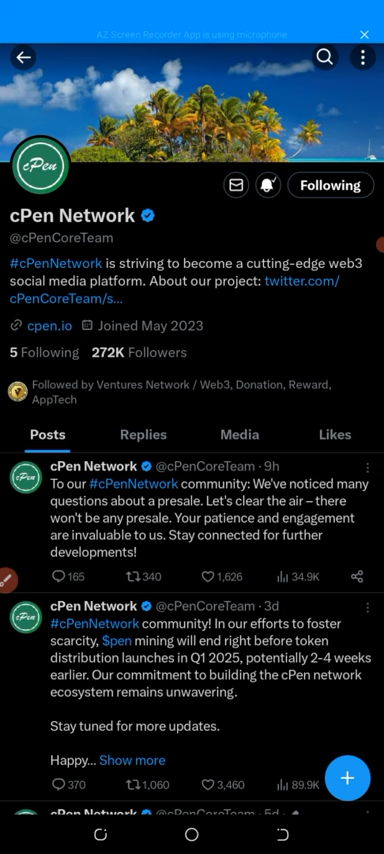 AZ Screen Recorder App is using microphone
cPen
Following
cPen Network
@cPenCoreTeam
#cPenNetwork is striving to become a cutting-edge web3
social media platform. About our project: twitter.com/
cPenCoreTeam/s...
cpen.io Joined May 2023
5 Following 272K Followers
Followed by Ventures Network / Web3, Donation, Reward,
AppTech
Posts Replies Media Likes
cPen Network @cPenCoreTeam · 9h
To our #cPenNetwork community: We've noticed many
questions about a presale. Let's clear the air – there
won't be any presale. Your patience and engagement
are invaluable to us. Stay connected for further
developments!
165 340 1,626 34.9K
cPen Network @cPenCoreTeam · 3d
#cPenNetwork community! In our efforts to foster
scarcity, $pen mining will end right before token
distribution launches in Q1 2025, potentially 2-4 weeks
earlier. Our commitment to building the cPen network
ecosystem remains unwavering.
Stay tuned for more updates.
Happy... Show more
370 1,060 3,460 89.9K
cPen Network @cPenCoreTeam · 5d